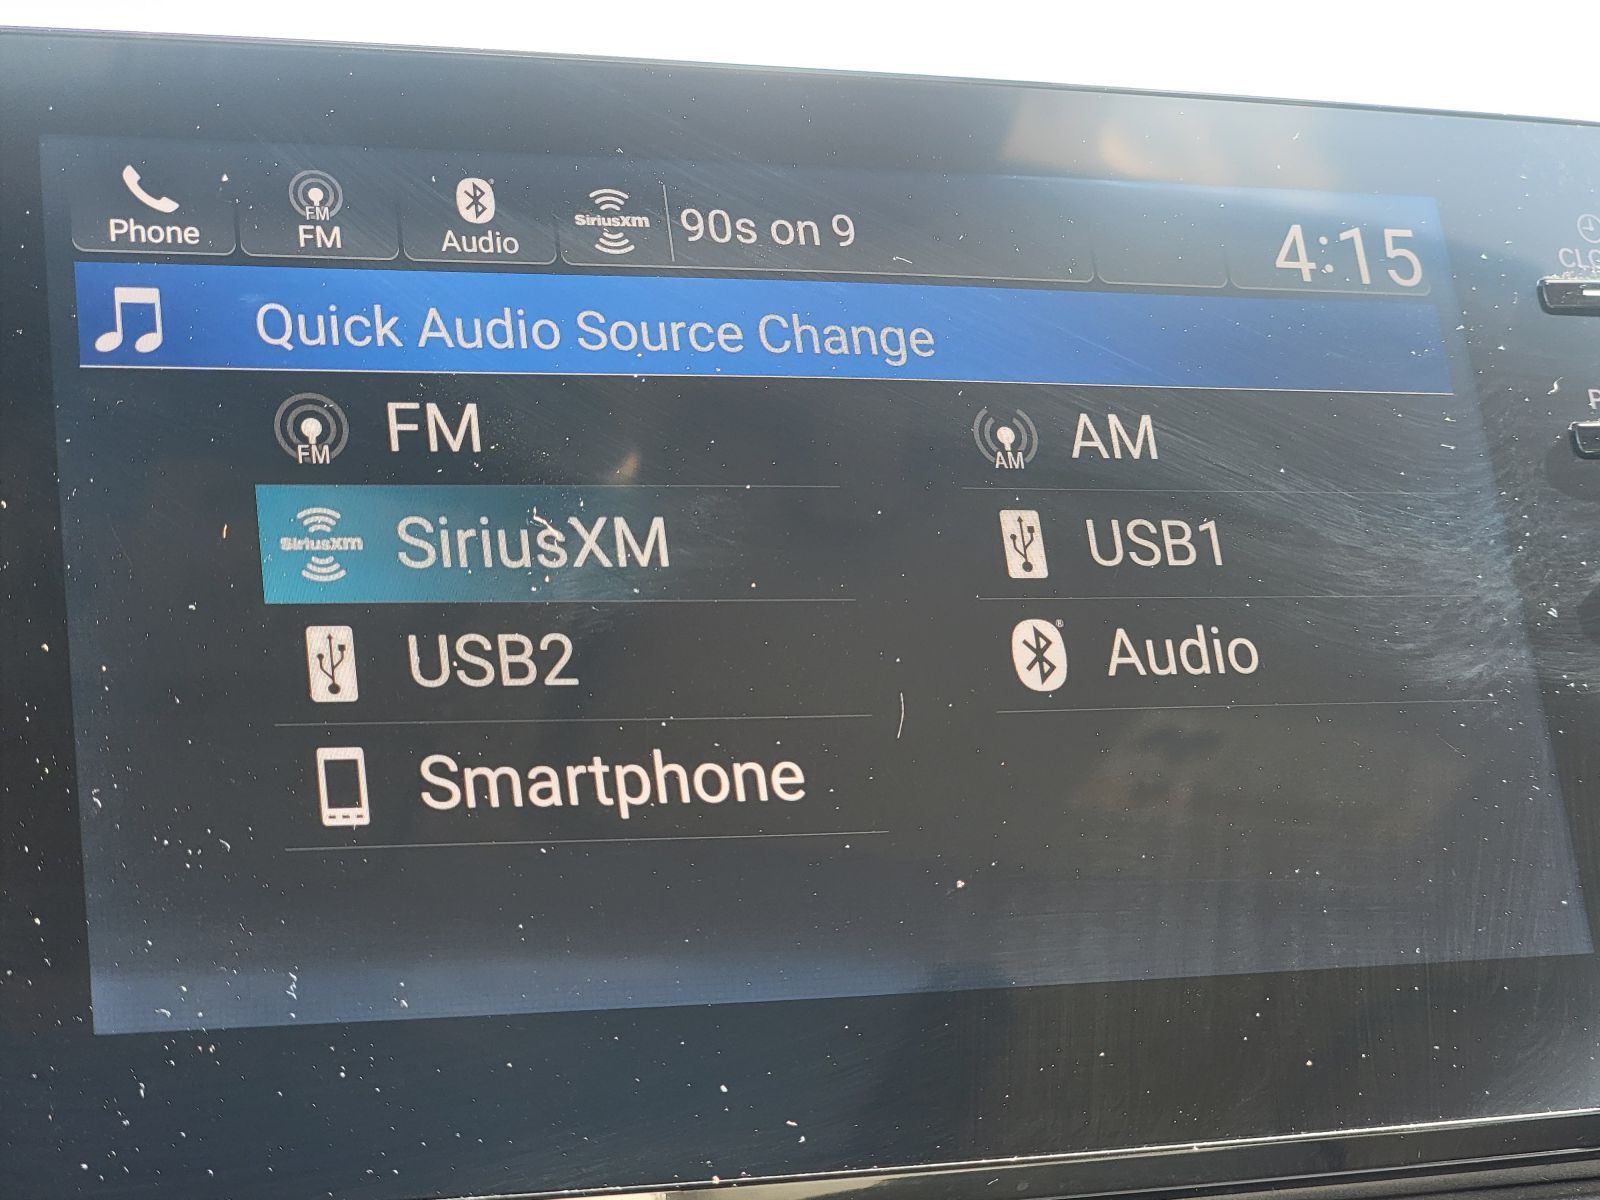 Phone
FM
FM
Audio
SiriusXM
90s on 9
4:15
Quick Audio Source Change
FM
FM
AM
AM
SiriusXM
SiriusXM
USB1
USB2
Audio
Smartphone